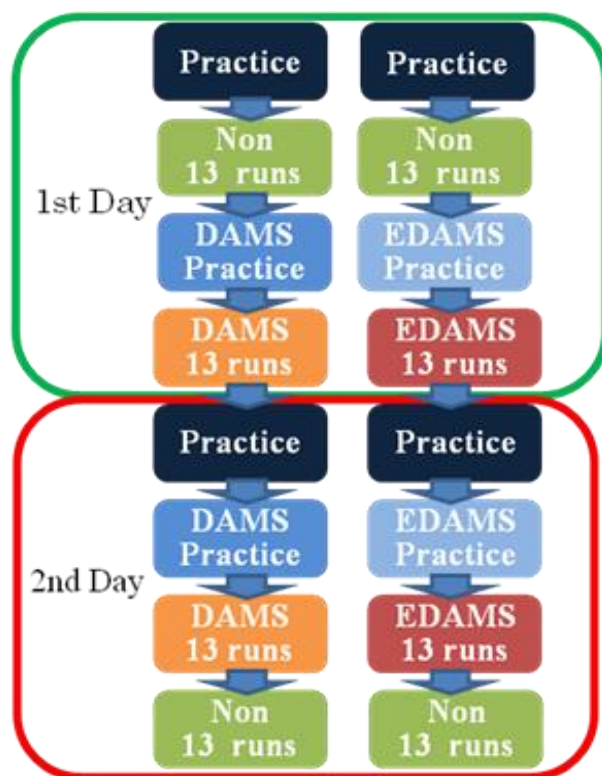 1st Day
Practice
Non
13 runs
DAMS
Practice
DAMS
13 runs
Practice
Non
13 runs
EDAMS
Practice
EDAMS
13 runs
2nd Day
Practice
DAMS
Practice
DAMS
13 runs
Non
13 runs
Practice
EDAMS
Practice
EDAMS
13 runs
Non
13 runs